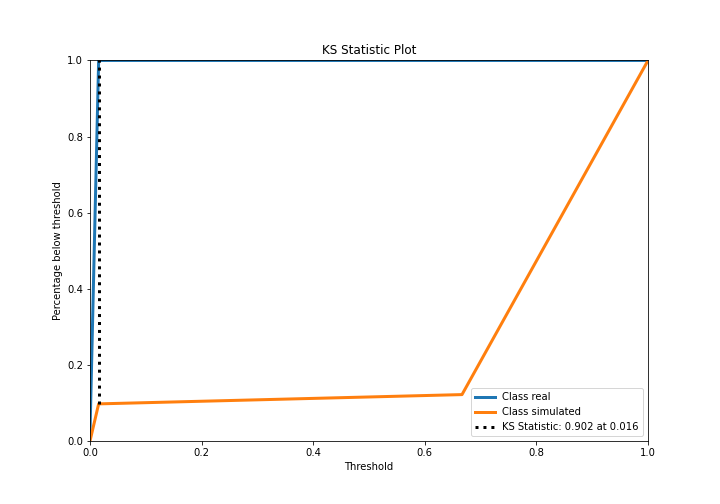 KS Statistic Plot
1.0
0.8
0.6
0.4
0.2
0.0
Percentage below threshold
Class real
Class simulated
KS Statistic: 0.902 at 0.016
0.0 0.2 0.4 0.6 0.8 1.0
Threshold